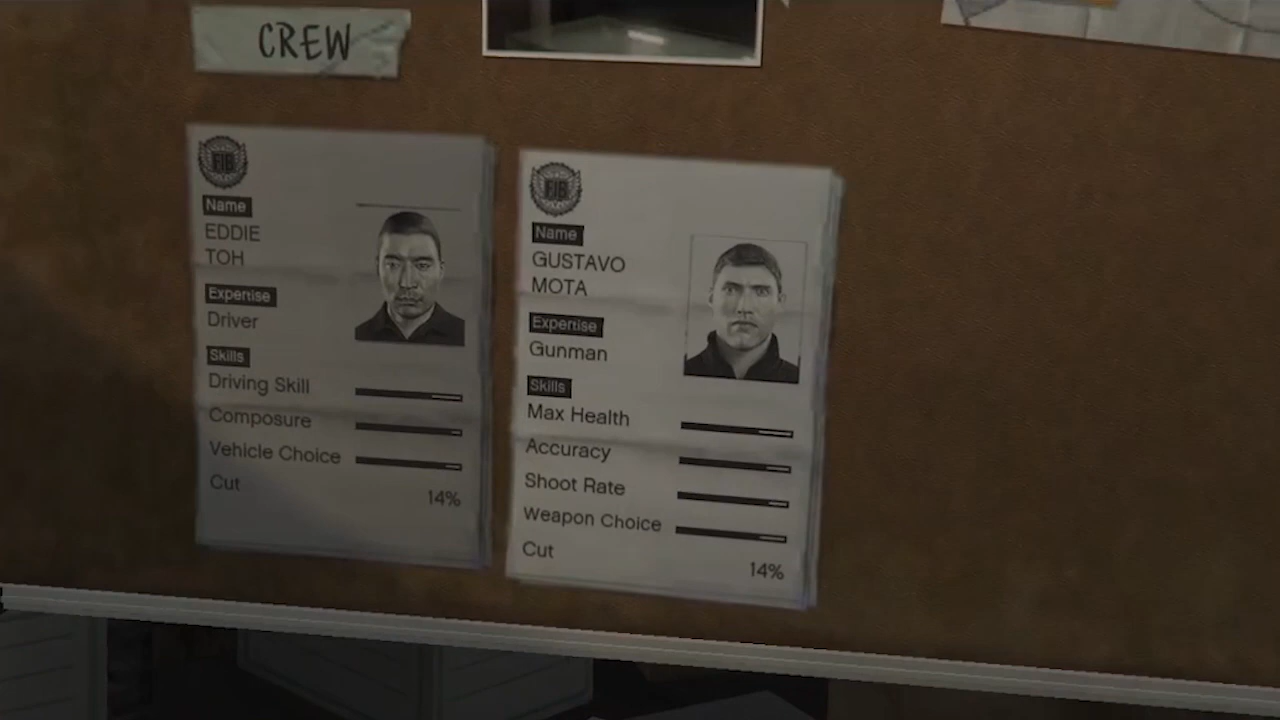 CREW
FIB
Name
EDDIE
TOH
Expertise
Driver
Skills
Driving Skill
Composure
Vehicle Choice
Cut 14%
FIB
Name
GUSTAVO
MOTA
Expertise
Gunman
Skills
Max Health
Accuracy
Shoot Rate
Weapon Choice
Cut 14%